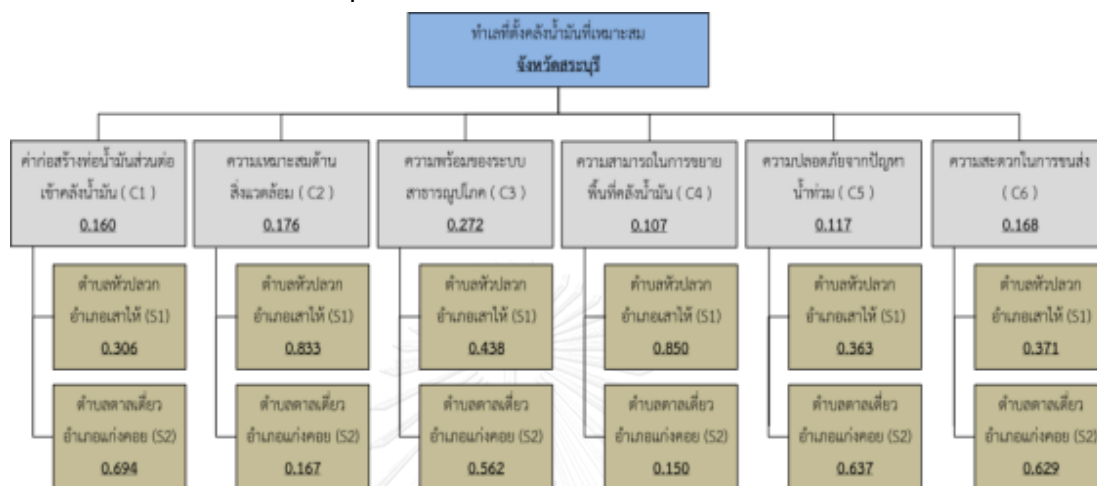 ทำเลที่ตั้งคลังน้ำมันที่เหมาะสม
จังหวัดสระบุรี
ค่าก่อสร้างท่อน้ำมันส่วนต่อ
เข้าคลังน้ำมัน ( C1 )
0.160
ความเหมาะสมด้าน
สิ่งแวดล้อม ( C2 )
0.176
ความพร้อมของระบบ
สาธารณูปโภค ( C3 )
0.272
ความสามารถในการขยาย
พื้นที่คลังน้ำมัน ( C4 )
0.107
ความปลอดภัยจากปัญหา
น้ำท่วม ( C5 )
0.117
ความสะดวกในการขนส่ง
( C6 )
0.168
ตำบลหัวปลวก
อำเภอเสาไห้ (S1)
0.306
ตำบลหัวปลวก
อำเภอเสาไห้ (S1)
0.833
ตำบลหัวปลวก
อำเภอเสาไห้ (S1)
0.438
ตำบลหัวปลวก
อำเภอเสาไห้ (S1)
0.850
ตำบลหัวปลวก
อำเภอเสาไห้ (S1)
0.363
ตำบลหัวปลวก
อำเภอเสาไห้ (S1)
0.371
ตำบลตาลเดี่ยว
อำเภอแก่งคอย (S2)
0.694
ตำบลตาลเดี่ยว
อำเภอแก่งคอย (S2)
0.167
ตำบลตาลเดี่ยว
อำเภอแก่งคอย (S2)
0.562
ตำบลตาลเดี่ยว
อำเภอแก่งคอย (S2)
0.150
ตำบลตาลเดี่ยว
อำเภอแก่งคอย (S2)
0.637
ตำบลตาลเดี่ยว
อำเภอแก่งคอย (S2)
0.629